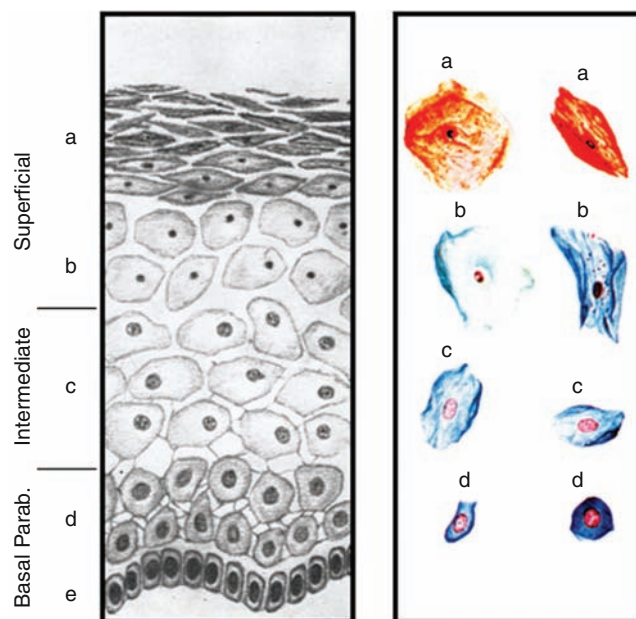 Superficial
a
b
Intermediate
c
Basal Parab.
d
e
a
a
b
b
c
c
d
d